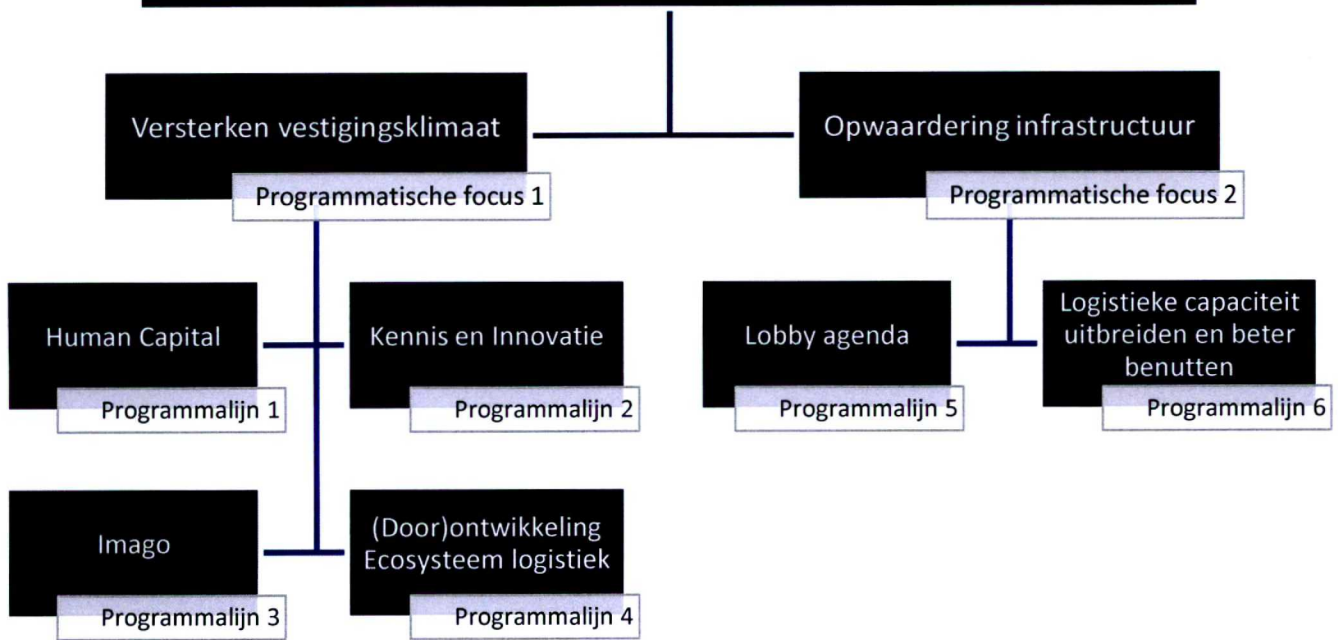 Versterken vestigingsklimaat
Programmatische focus 1
Opwaardering infrastructuur
Programmatische focus 2
Human Capital
Programmalijn 1
Kennis en Innovatie
Programmalijn 2
Lobby agenda
Programmalijn 5
Logistieke capaciteit
uitbreiden en beter
benutten
Programmalijn 6
Imago
Programmalijn 3
(Door)ontwikkeling
Ecosysteem logistiek
Programmalijn 4